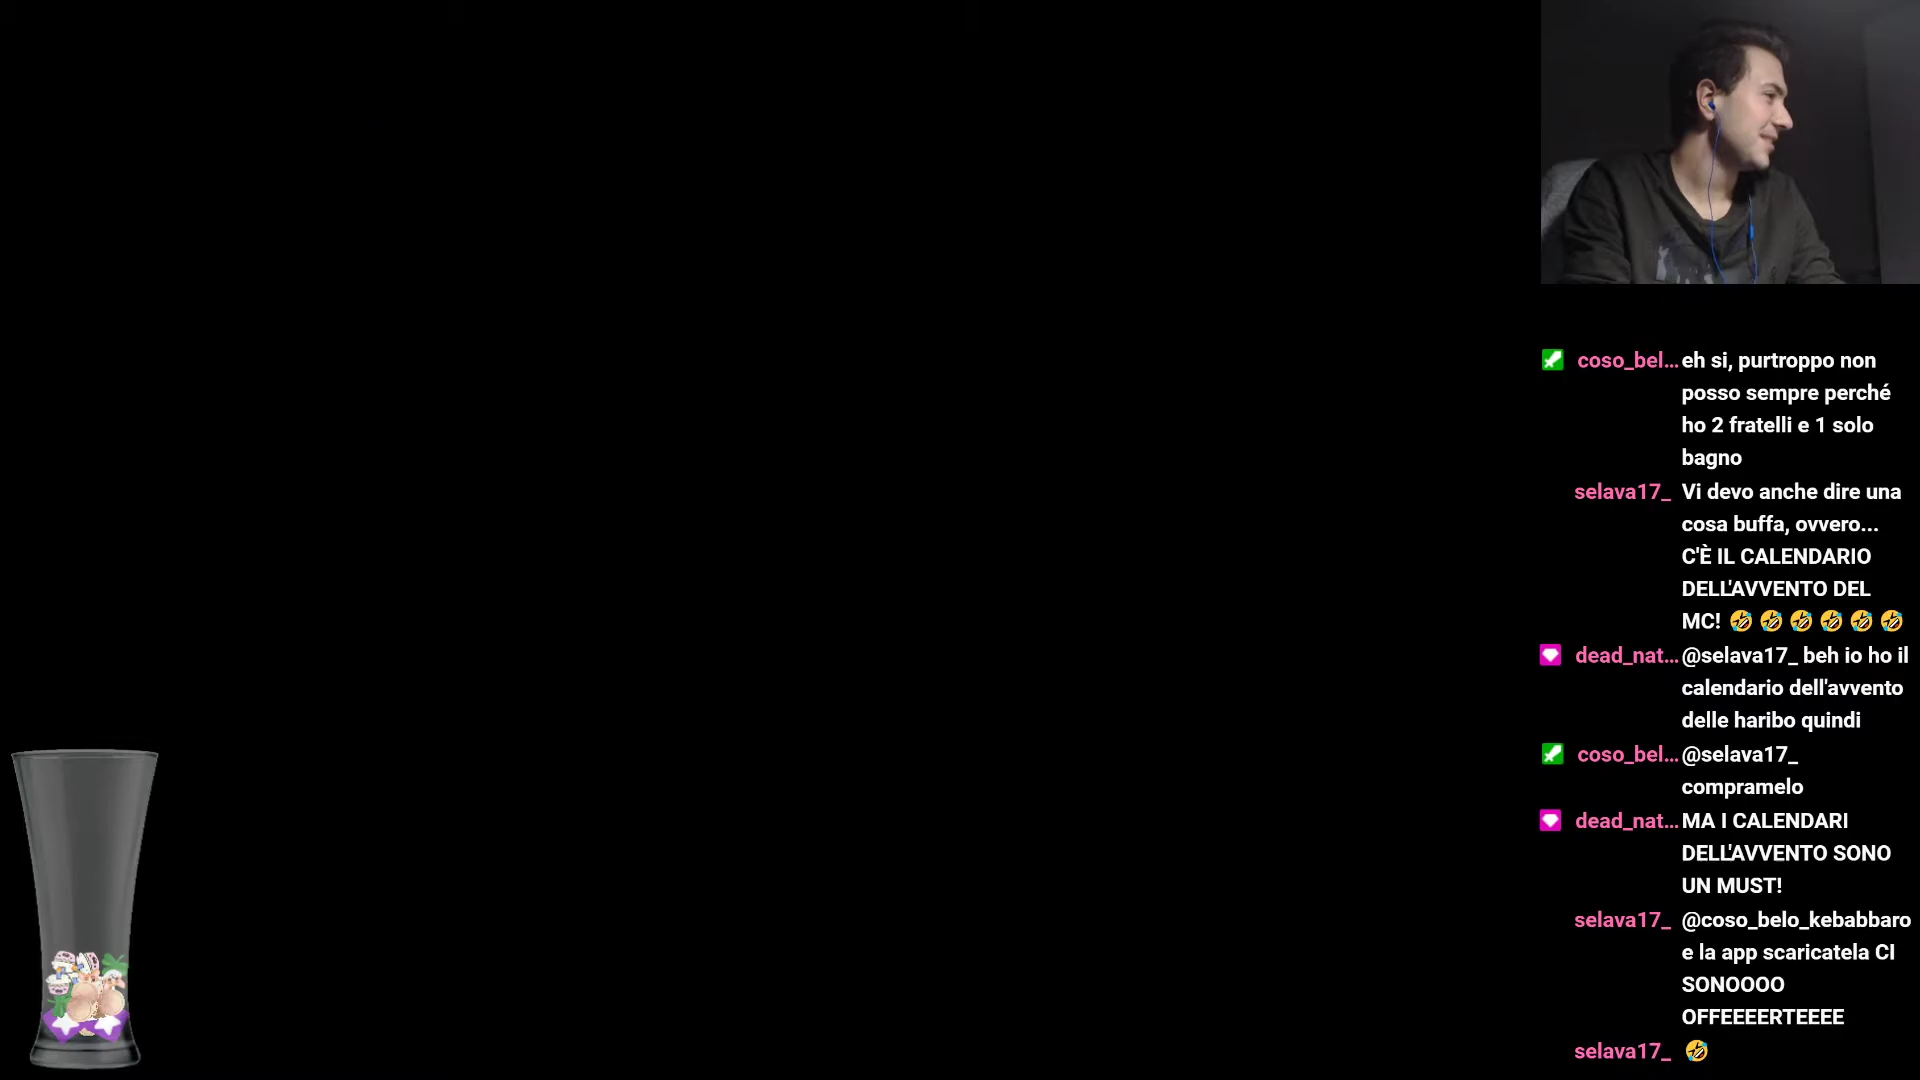 coso_bel... eh si, purtroppo non
posso sempre perché
ho 2 fratelli e 1 solo
bagno
selava17_ Vi devo anche dire una
cosa buffa, ovvero...
C'È IL CALENDARIO
DELL'AVVENTO DEL
MC! 🤣 🤣 🤣 🤣 🤣 🤣
dead_nat... @selava17_ beh io ho il
calendario dell'avvento
delle haribo quindi
coso_bel... @selava17_
compramelo
dead_nat... MA I CALENDARI
DELL'AVVENTO SONO
UN MUST!
selava17_ @coso_belo_kebabbaro
e la app scaricatela CI
SONOOOO
OFFEEEERTEEEE
selava17_ 🤣